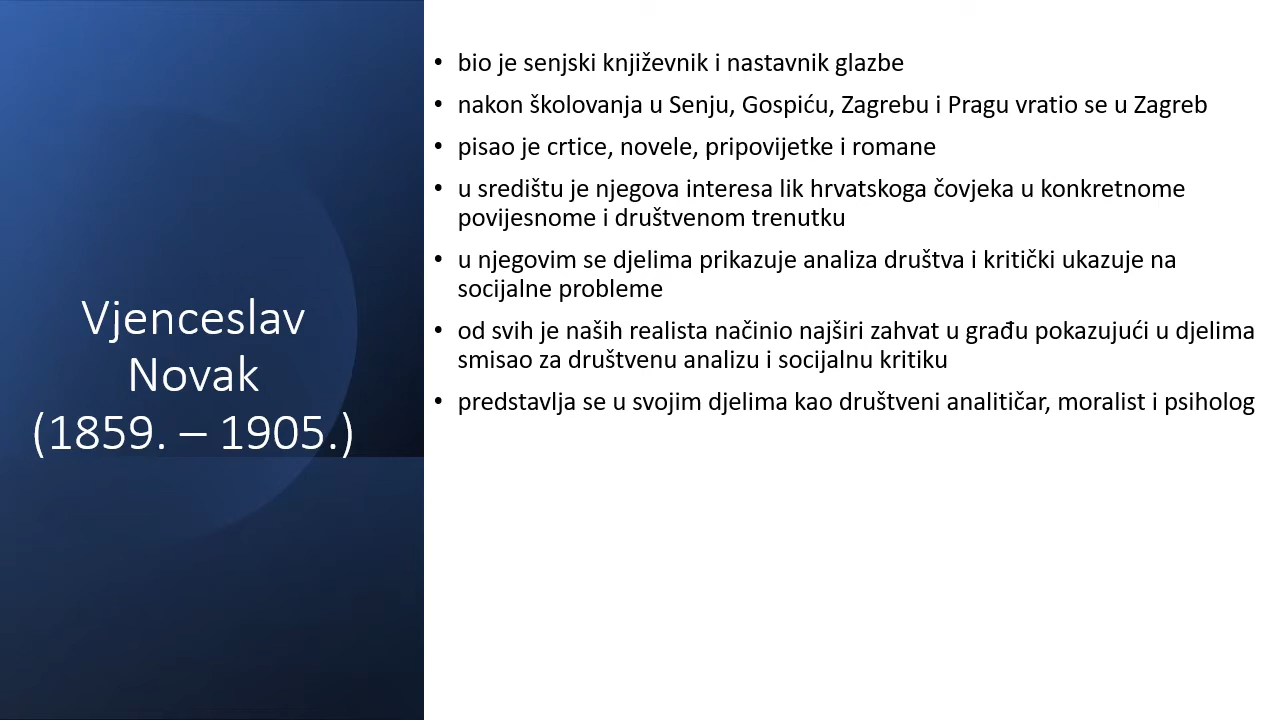 Vjenceslav
Novak
(1859. – 1905.)
• bio je senjski književnik i nastavnik glazbe
• nakon školovanja u Senju, Gospiću, Zagrebu i Pragu vratio se u Zagreb
• pisao je crtice, novele, pripovijetke i romane
• u središtu je njegova interesa lik hrvatskoga čovjeka u konkretnome
povijesnome i društvenom trenutku
• u njegovim se djelima prikazuje analiza društva i kritički ukazuje na
socijalne probleme
• od svih je naših realista načinio najširi zahvat u građu pokazujući u djelima
smisao za društvenu analizu i socijalnu kritiku
• predstavlja se u svojim djelima kao društveni analitičar, moralist i psiholog